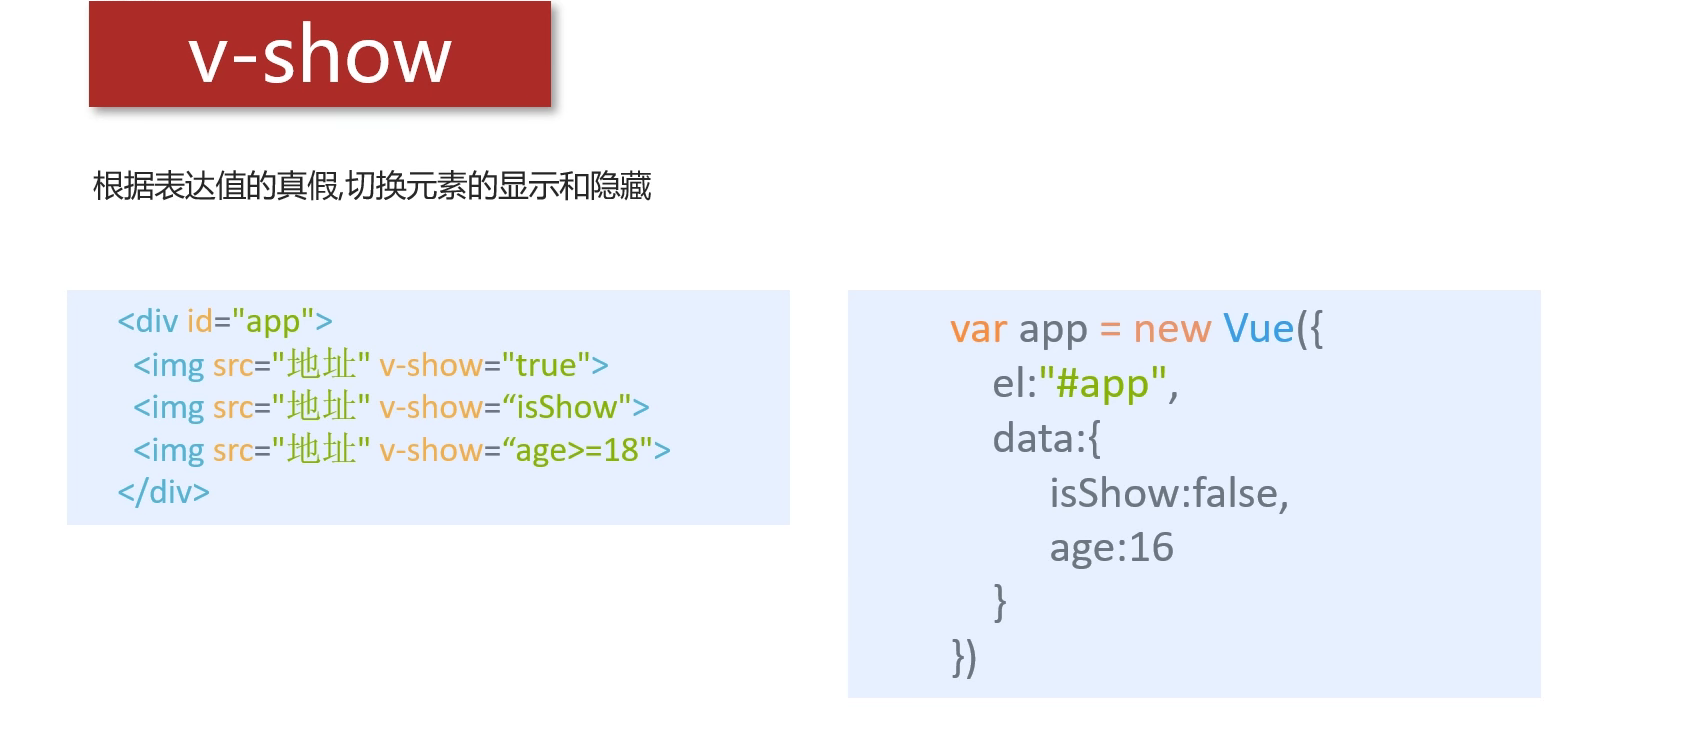 v-show
根据表达值的真假,切换元素的显示和隐藏
<div id="app">
<img src="地址" v-show="true">
<img src="地址" v-show=“isShow">
<img src="地址" v-show=“age>=18">
</div>
var app = new Vue({
el:"#app",
data:{
isShow:false,
age:16
}
})